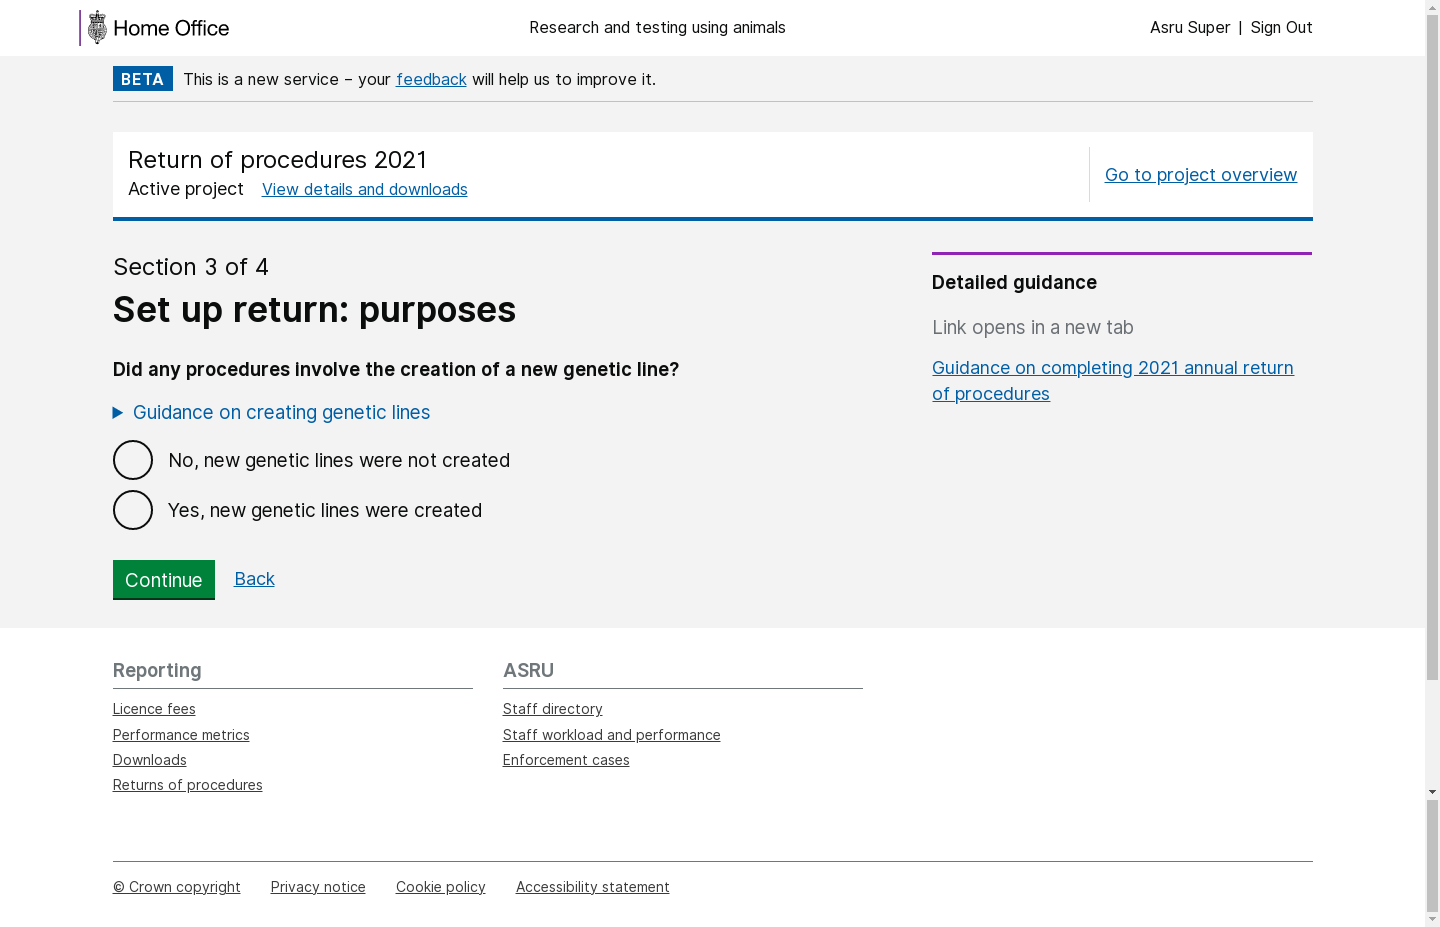 Home Office
Research and testing using animals
Asru Super | Sign Out
BETA This is a new service – your feedback will help us to improve it.
Return of procedures 2021
Active project View details and downloads
Go to project overview
Section 3 of 4
Set up return: purposes
Did any procedures involve the creation of a new genetic line?
Guidance on creating genetic lines
No, new genetic lines were not created
Yes, new genetic lines were created
Continue Back
Detailed guidance
Link opens in a new tab
Guidance on completing 2021 annual return
of procedures
Reporting
Licence fees
Performance metrics
Downloads
Returns of procedures
ASRU
Staff directory
Staff workload and performance
Enforcement cases
© Crown copyright Privacy notice Cookie policy Accessibility statement